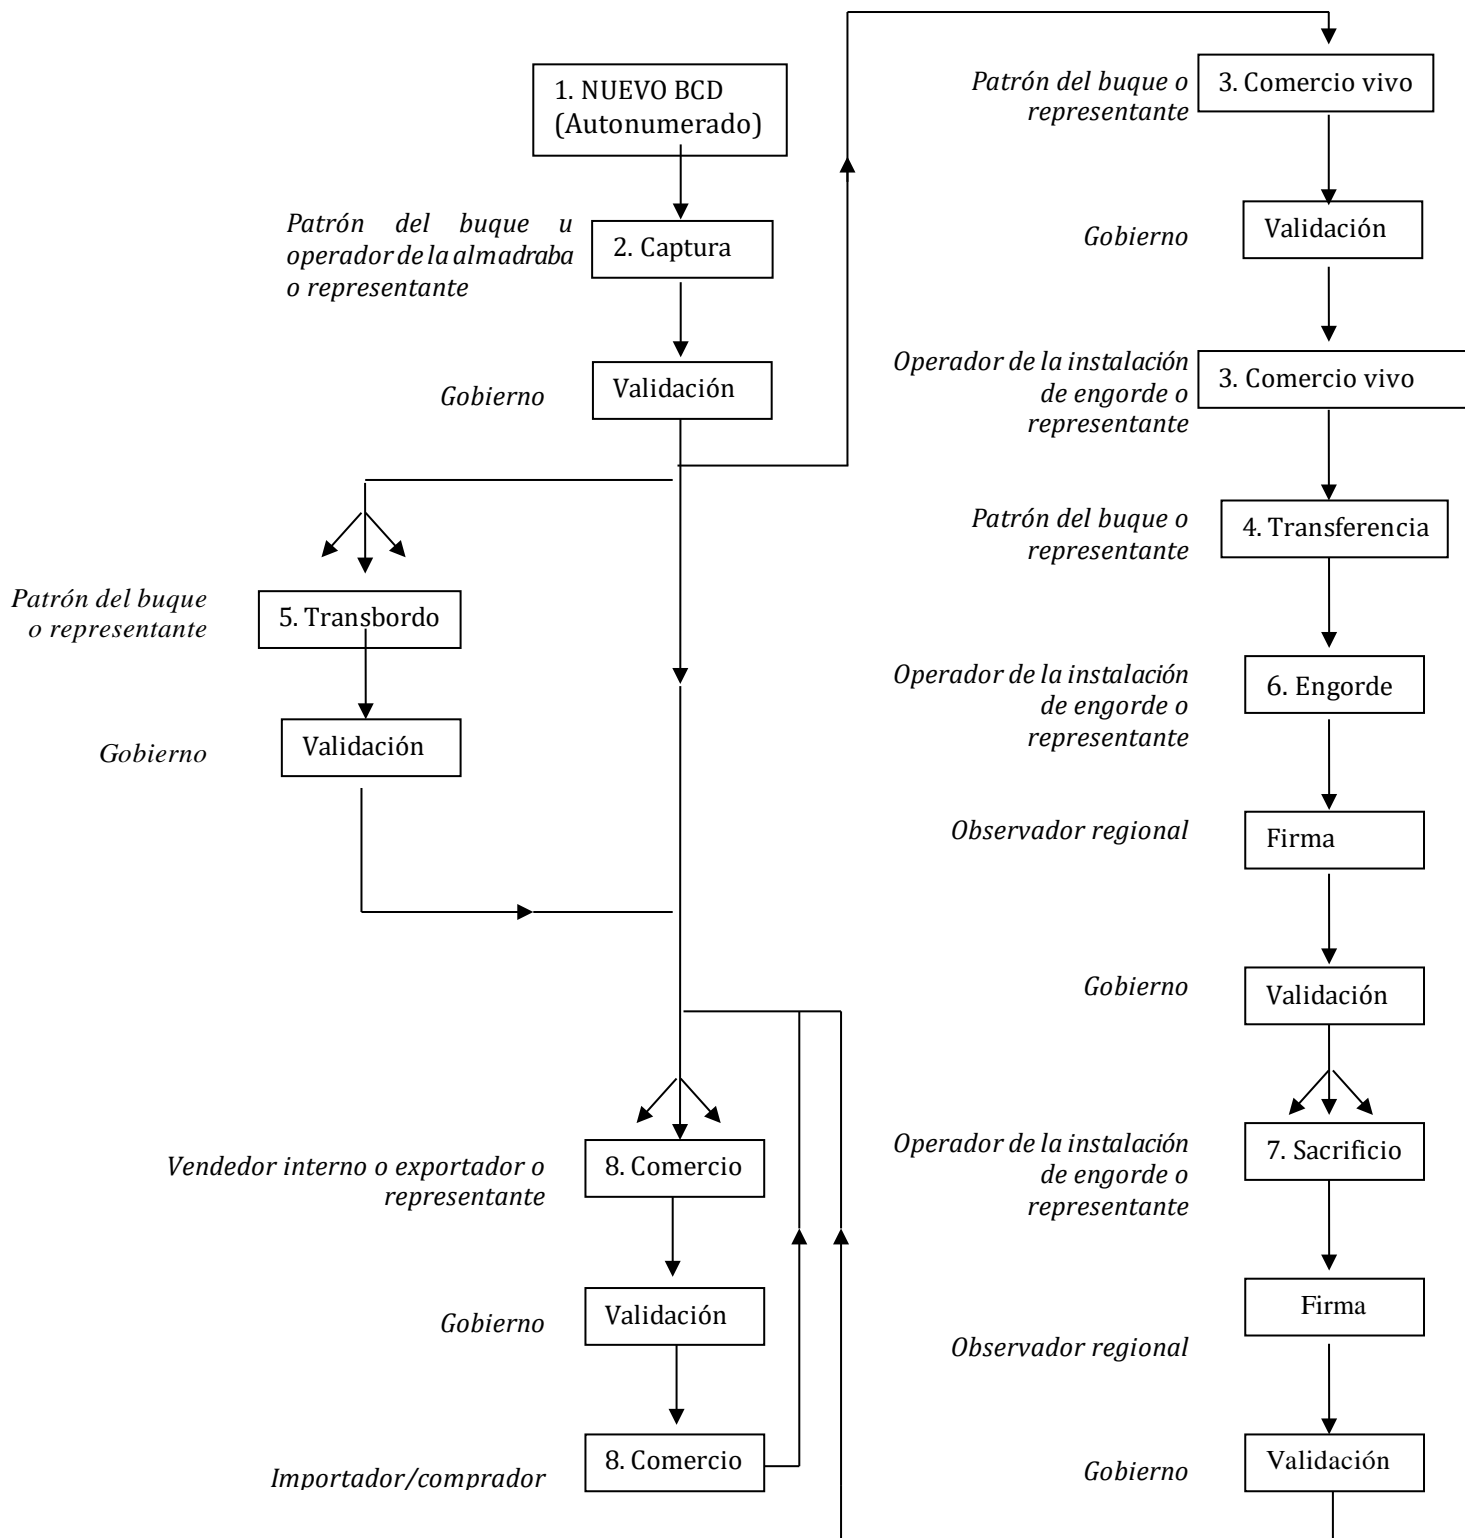 1. NUEVO BCD
(Autonumerado)
Patrón del buque u
operador de la almadraba
o representante
2. Captura
Gobierno
Validación
Patrón del buque
o representante
5. Transbordo
Gobierno
Validación
Vendedor interno o exportador o
representante
8. Comercio
Gobierno
Validación
Importador/comprador
8. Comercio
Patrón del buque o
representante
3. Comercio vivo
Gobierno
Validación
Operador de la instalación
de engorde o
representante
3. Comercio vivo
Patrón del buque o
representante
4. Transferencia
Operador de la instalación
de engorde o
representante
6. Engorde
Observador regional
Firma
Gobierno
Validación
Operador de la instalación
de engorde o
representante
7. Sacrificio
Observador regional
Firma
Gobierno
Validación